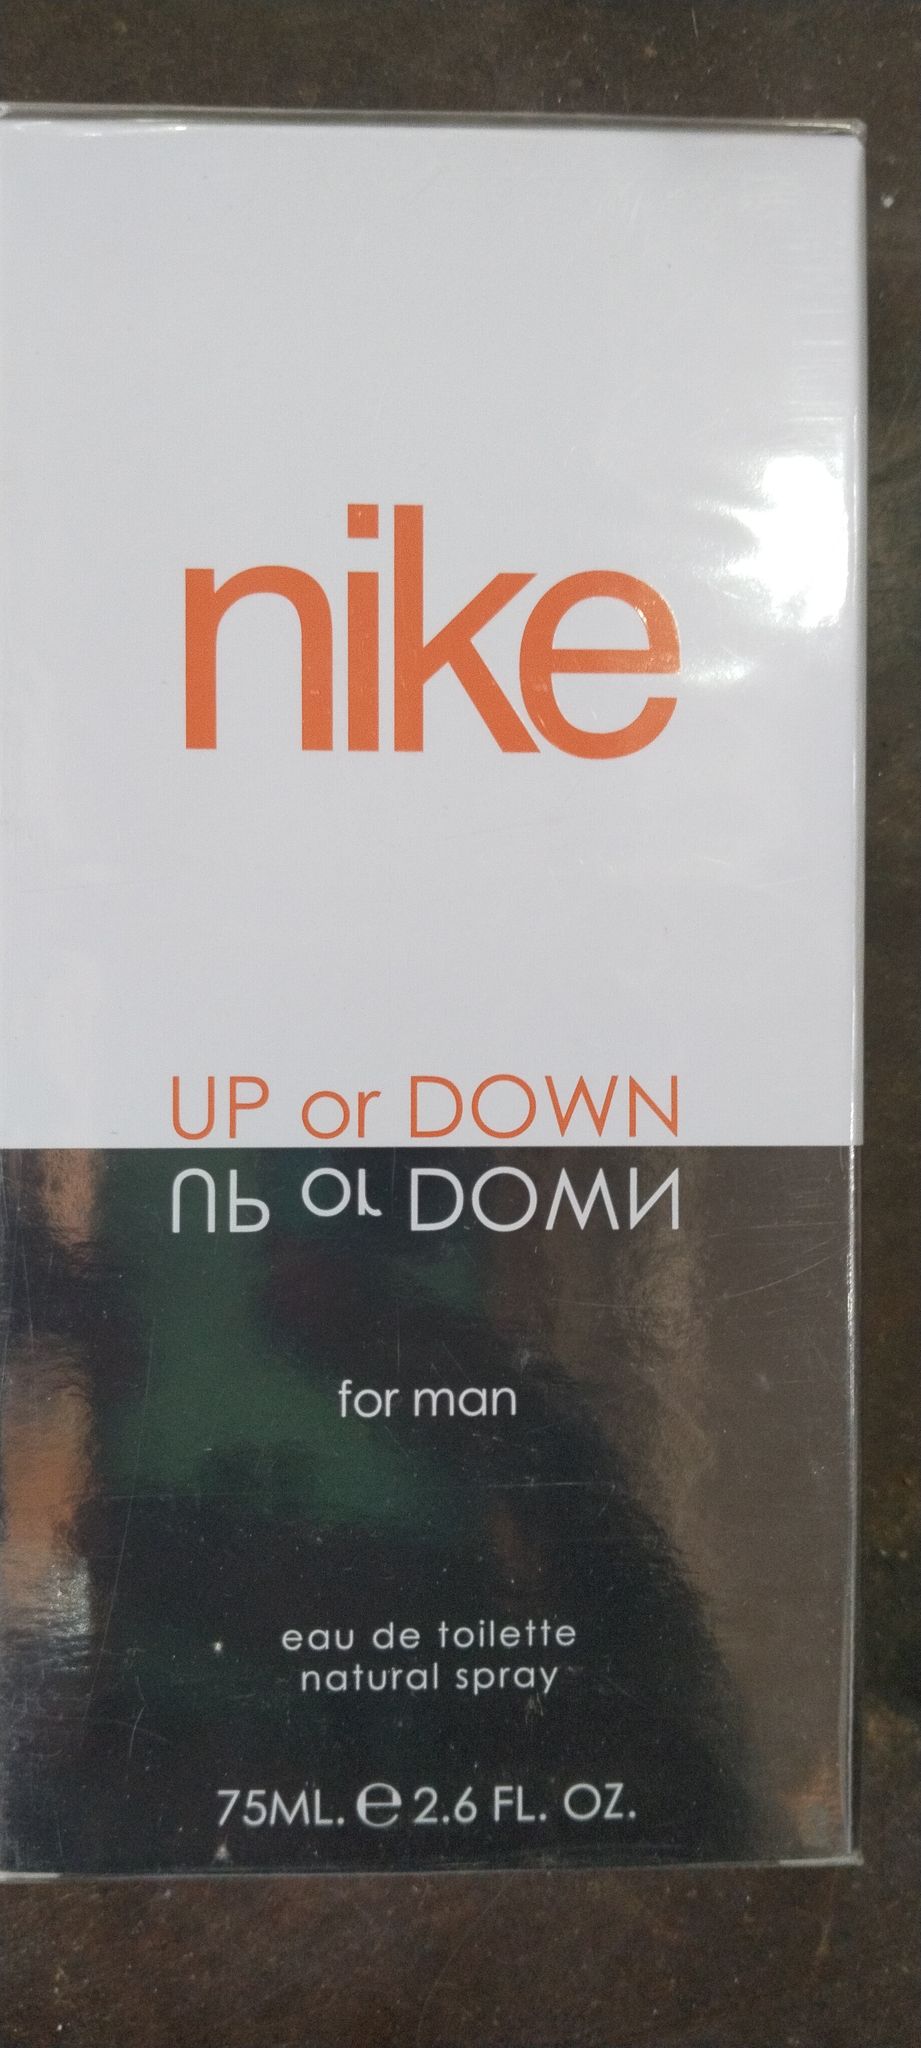 nike
UP or DOWN
UP or DOWN
for man
eau de toilette
natural spray
75ML. e 2.6 FL. OZ.